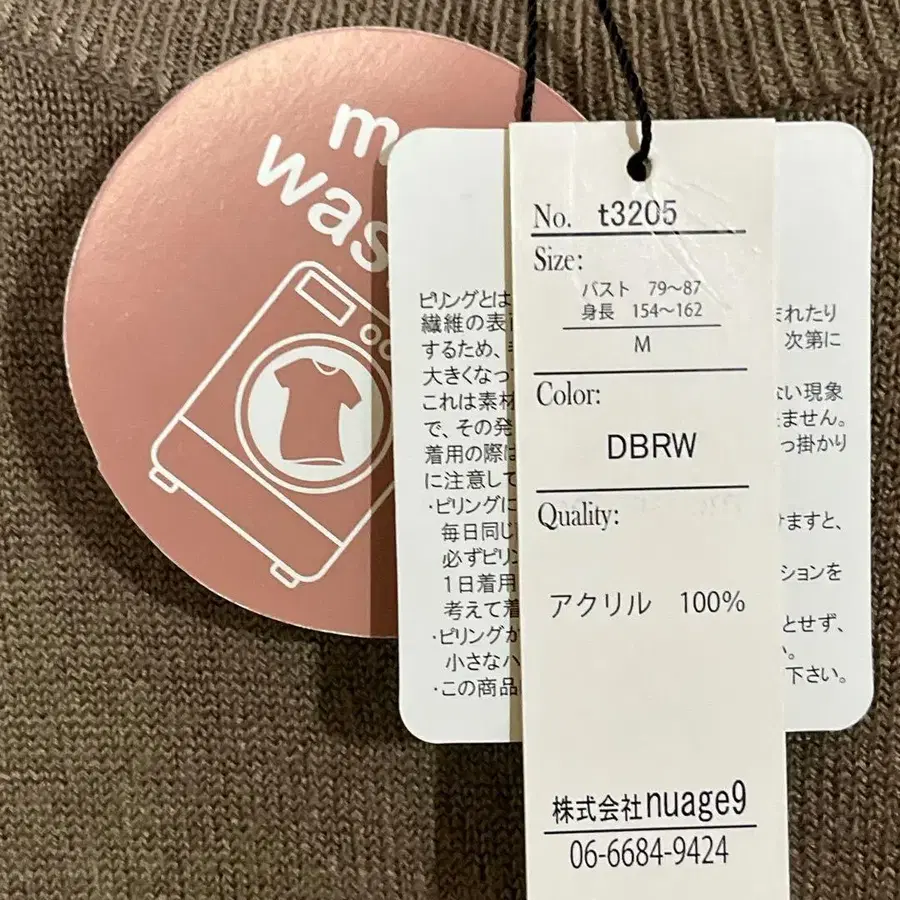 No. t3205
Size:
バスト 79～87
身長 154～162
M
Color:
DBRW
Quality:
アクリル 100%
株式会社nuage9
06-6684-9424
ピリングとは
繊維の表
するため、
次第に
大きくなっ
ない現象
これは素材
ません。
で、その発
っ掛かり
着用の際は
に注意して
・ピリングに
ますと、
毎日同じ
必ずピリ
ションを
1日着用
考えて着
・ピリングが
とせず、
小さなハ
・この商品
下さい。